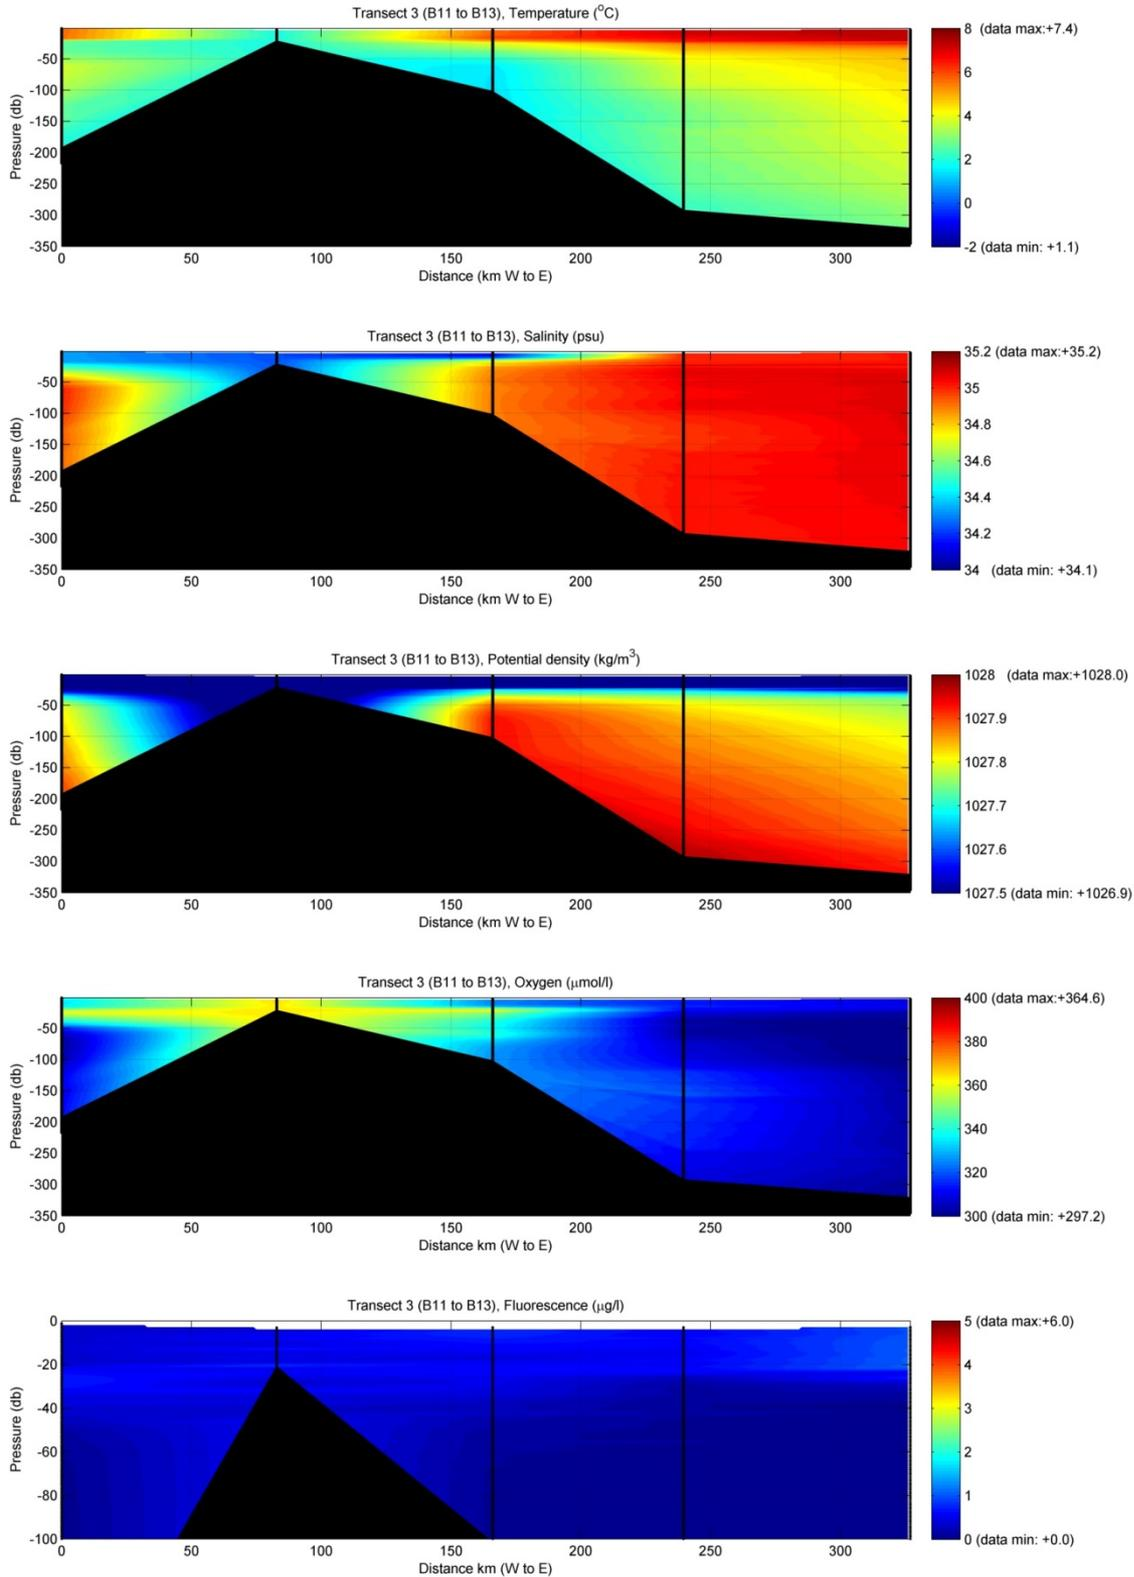 Transect 3 (B11 to B13), Temperature (°C)
Pressure (db)
-50
-100
-150
-200
-250
-300
-350
0 50 100 150 200 250 300
Distance (km W to E)
8 (data max:+7.4)
6
4
2
0
-2 (data min: +1.1)
Transect 3 (B11 to B13), Salinity (psu)
Pressure (db)
-50
-100
-150
-200
-250
-300
-350
0 50 100 150 200 250 300
Distance (km W to E)
35.2 (data max:+35.2)
35
34.8
34.6
34.4
34.2
34 (data min: +34.1)
Transect 3 (B11 to B13), Potential density (kg/m³)
Pressure (db)
-50
-100
-150
-200
-250
-300
-350
0 50 100 150 200 250 300
Distance (km W to E)
1028 (data max:+1028.0)
1027.9
1027.8
1027.7
1027.6
1027.5 (data min: +1026.9)
Transect 3 (B11 to B13), Oxygen (μmol/l)
Pressure (db)
-50
-100
-150
-200
-250
-300
-350
0 50 100 150 200 250 300
Distance km (W to E)
400 (data max:+364.6)
380
360
340
320
300 (data min: +297.2)
Transect 3 (B11 to B13), Fluorescence (μg/l)
Pressure (db)
0
-20
-40
-60
-80
-100
0 50 100 150 200 250 300
Distance km (W to E)
5 (data max:+6.0)
4
3
2
1
0 (data min: +0.0)